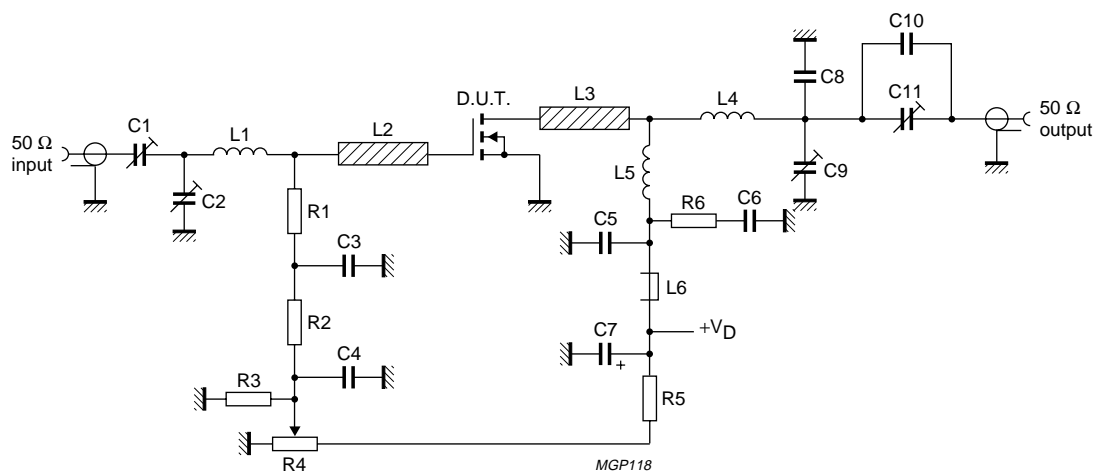 C10
C8
C11
50 Ω
output
L4
L3
D.U.T.
50 Ω
input
C1
L1
L2
C2
C9
L5
R6
C6
R1
C5
C3
L6
R2
+VD
C7
+
C4
R3
R5
R4
MGP118